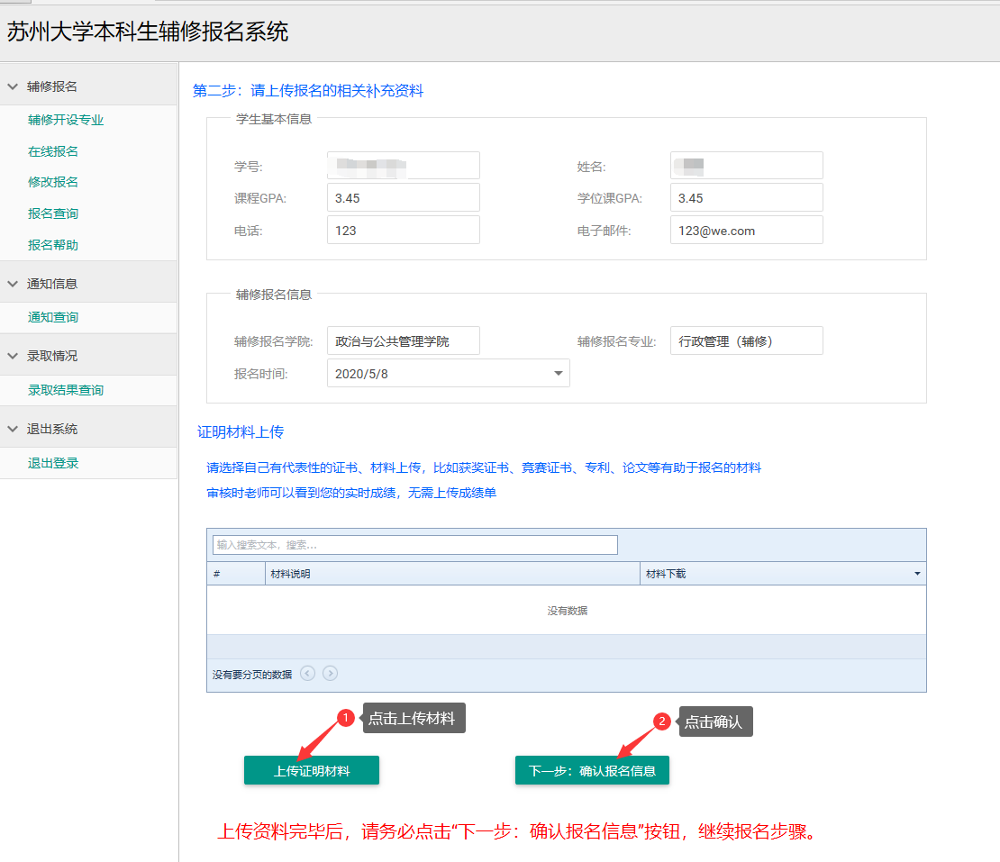 苏州大学本科生辅修报名系统
辅修报名
辅修开设专业
在线报名
修改报名
报名查询
报名帮助
通知信息
通知查询
录取情况
录取结果查询
退出系统
退出登录
第二步：请上传报名的相关补充资料
学生基本信息
学号:
姓名:
课程GPA: 3.45 学位课GPA: 3.45
电话: 123 电子邮件: 123@we.com
辅修报名信息
辅修报名学院: 政治与公共管理学院 辅修报名专业: 行政管理（辅修）
报名时间: 2020/5/8
证明材料上传
请选择自己有代表性的证书、材料上传，比如获奖证书、竞赛证书、专利、论文等有助于报名的材料
审核时老师可以看到您的实时成绩，无需上传成绩单
输入搜索文本，搜索...
# 材料说明 材料下载
没有数据
没有要分页的数据
1 点击上传材料
2 点击确认
上传证明材料
下一步：确认报名信息
上传资料完毕后，请务必点击“下一步：确认报名信息”按钮，继续报名步骤。